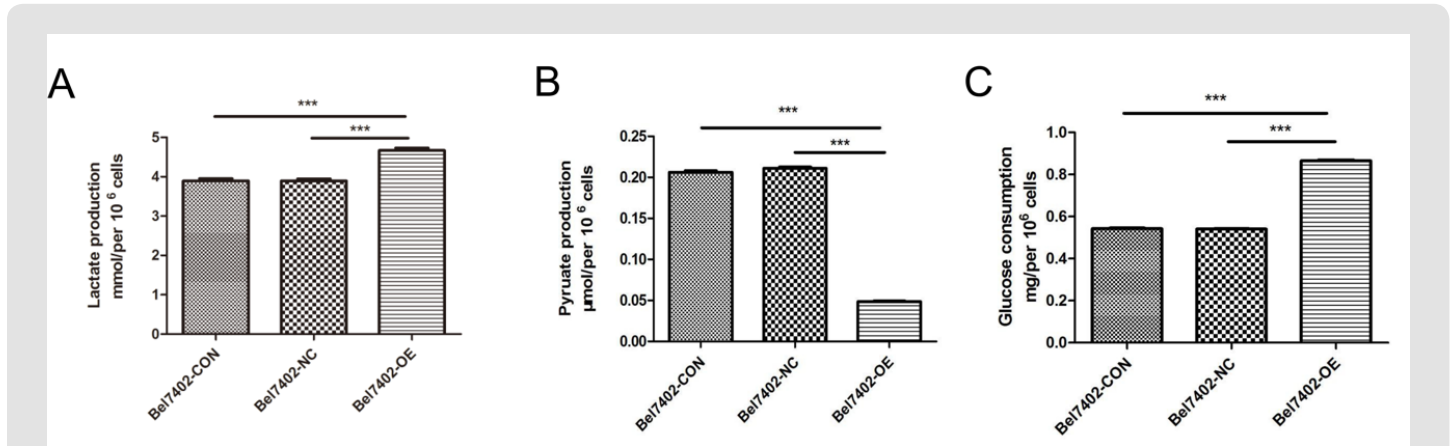 A
***
***
Lactate production
mmol/per 10 6 cells
5
4
3
2
1
0
Bel7402-CON
Bel7402-NC
Bel7402-OE
B
***
***
Pyruate production
µmol/per 10 6 cells
0.25
0.20
0.15
0.10
0.05
0.00
Bel7402-CON
Bel7402-NC
Bel7402-OE
C
***
***
Glucose consumption
mg/per 10⁶ cells
1.0
0.8
0.6
0.4
0.2
0.0
Bel7402-CON
Bel7402-NC
Bel7402-OE